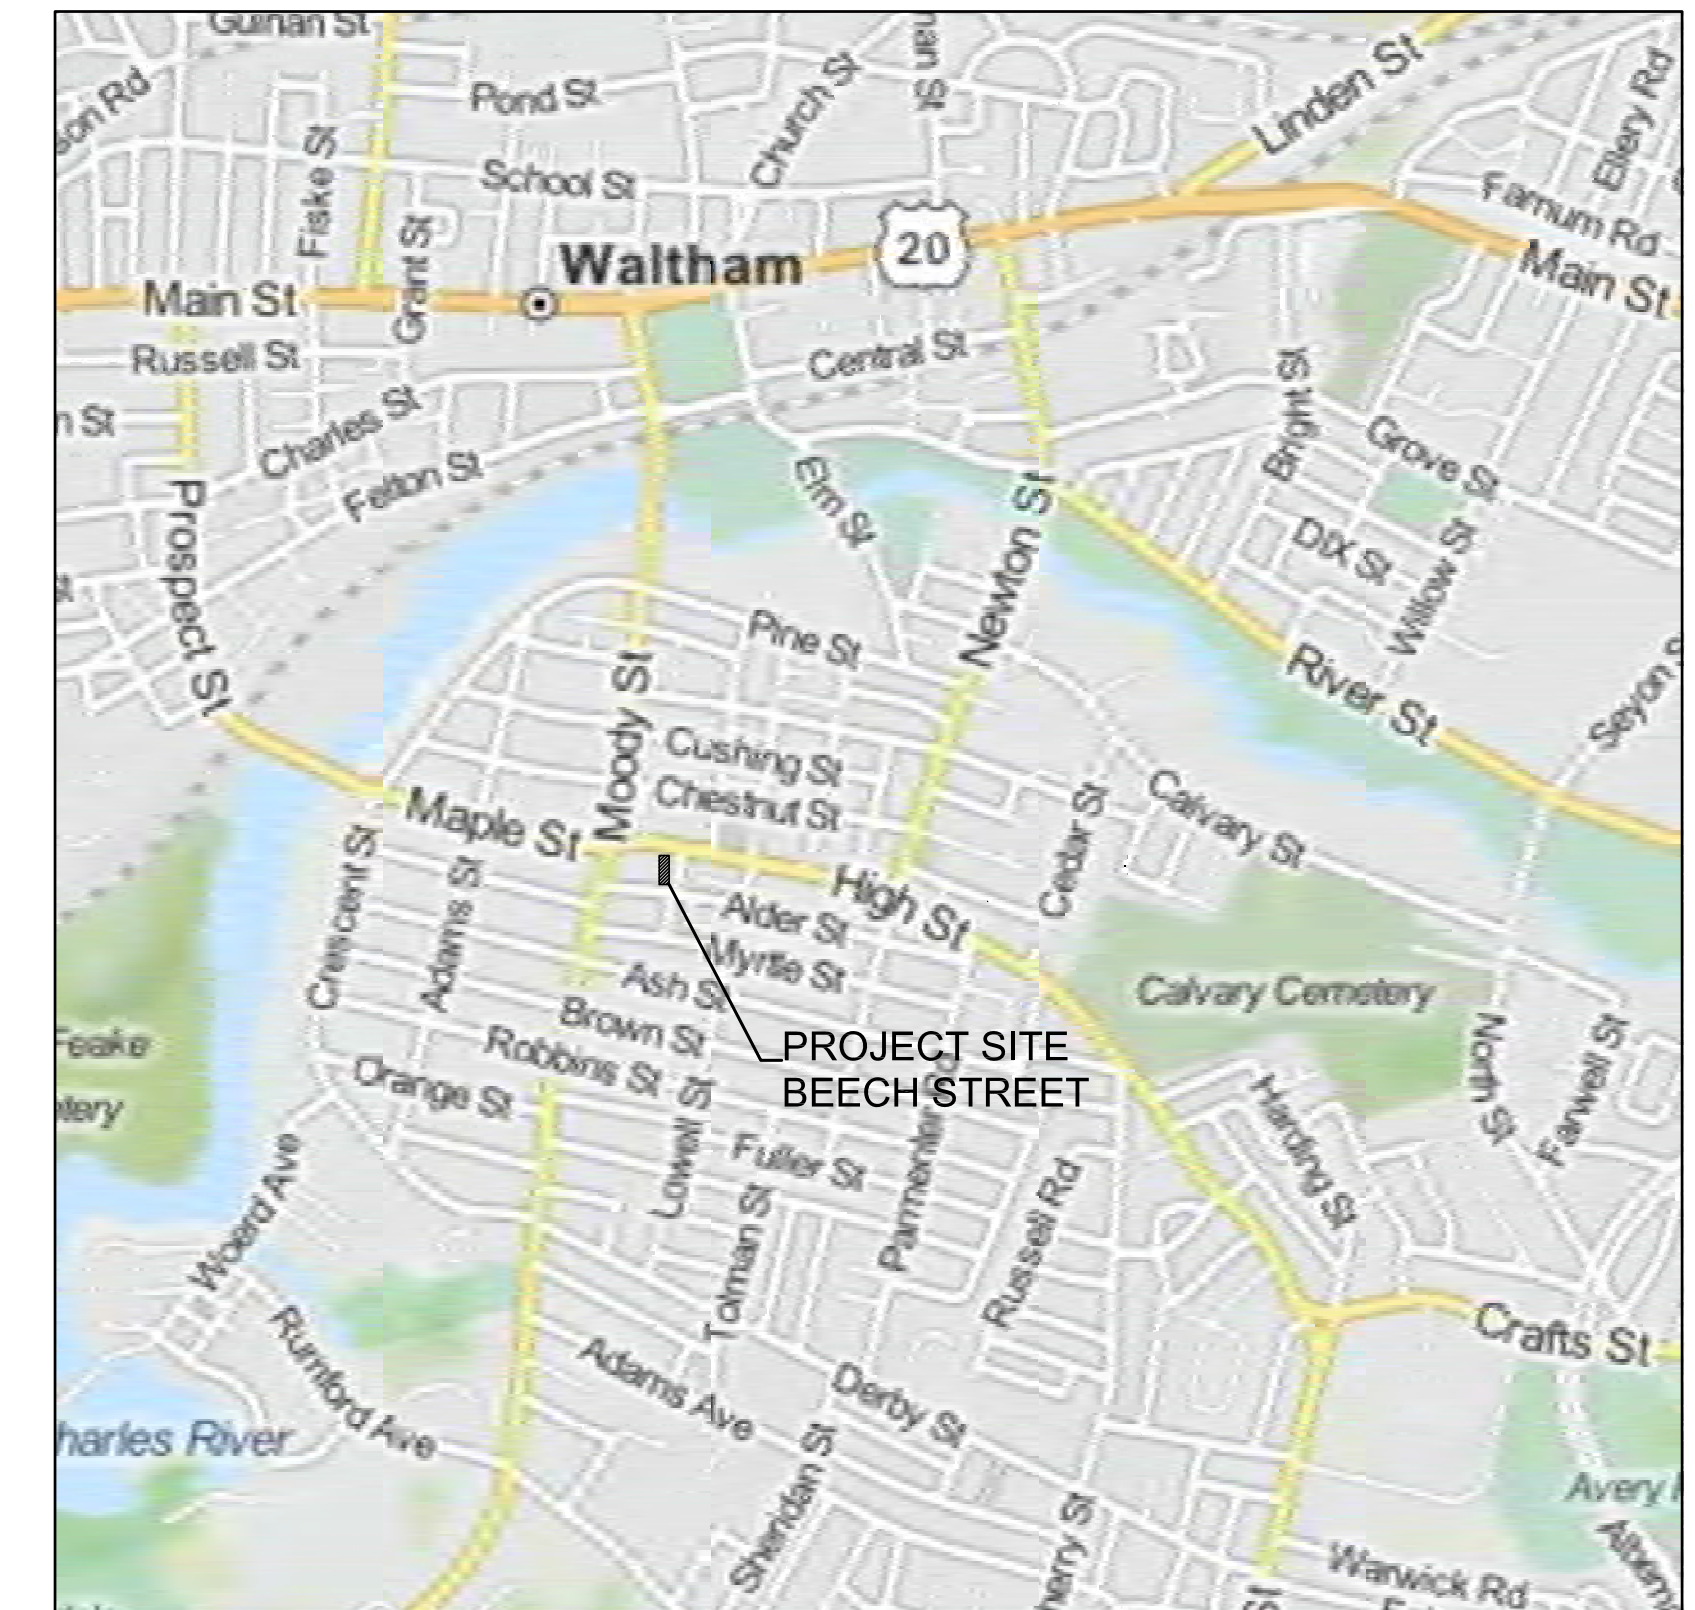 Guinan St
Linden St
Pond St
Church St
Ellery Rd
Fiske St
School St
Farnum Rd
20
Waltham
Main St
Grant St
Main St
Russell St
Central St
Bright St
Charles St
Grove St
Felton St
Elm St
Newton St
DIX St
Willow St
Prospect St
Pine St
River St
Moody St
Cushing St
Chestnut St
Maple St
Cedar St
Calvary St
Crescent St
Adams St
High St
Alder St
Myrtle St
Ash St
Calvary Cemetery
Brown St
Robbins St
North St
Farwell St
PROJECT SITE
BEECH STREET
Orange St
Lowell St
Harding St
Fuller St
Woerd Ave
Tolman St
Russell Rd
Rumford Ave
Crafts St
Adams Ave
Derby St
harles River
Sheridan St
Avery
Warwick Rd